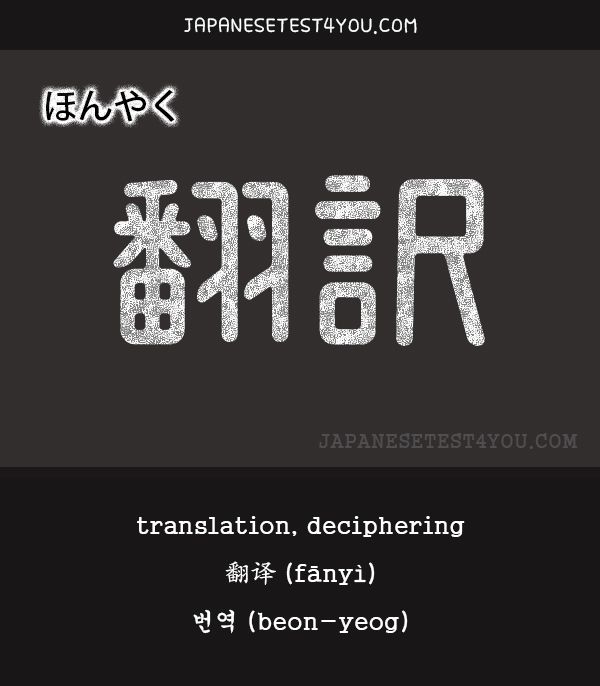 JAPANESETEST4YOU.COM
ほんやく
翻訳
JAPANESETEST4YOU.COM
translation, deciphering
翻译 (fānyì)
번역 (beon-yeog)